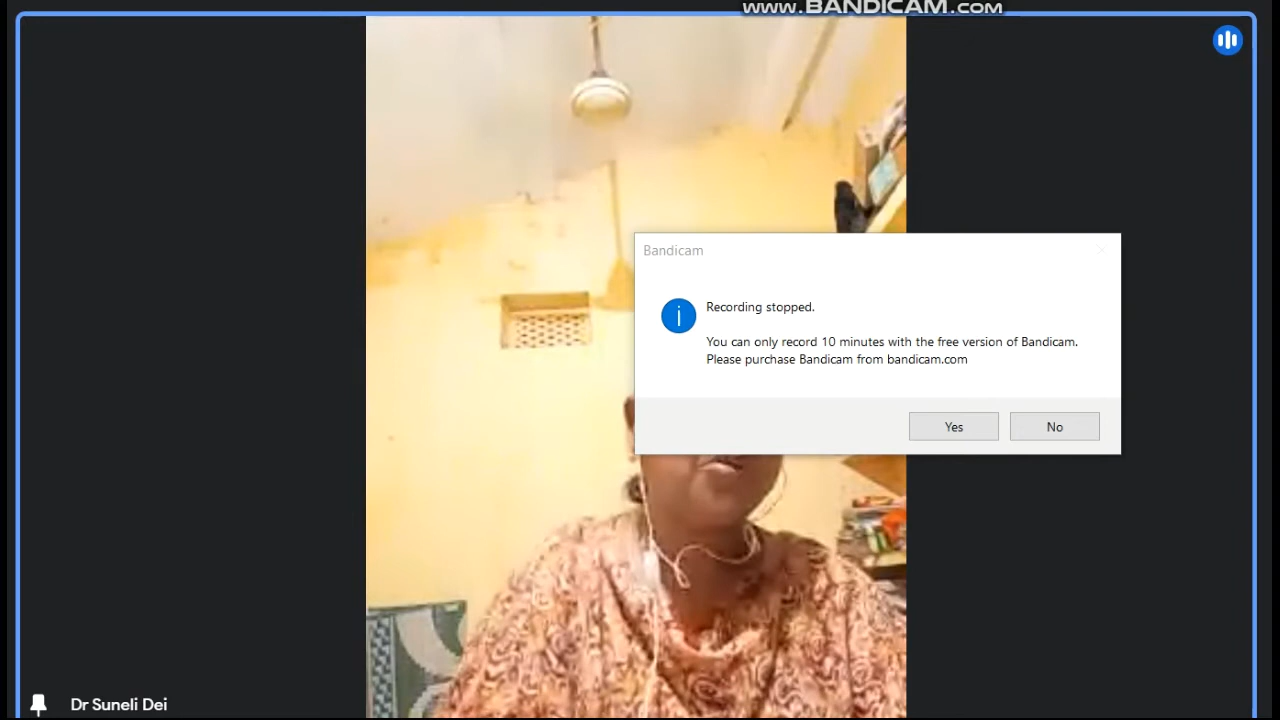 www.BANDICAM.COM
Bandicam
Recording stopped.
You can only record 10 minutes with the free version of Bandicam.
Please purchase Bandicam from bandicam.com
Yes
No
Dr Suneli Dei